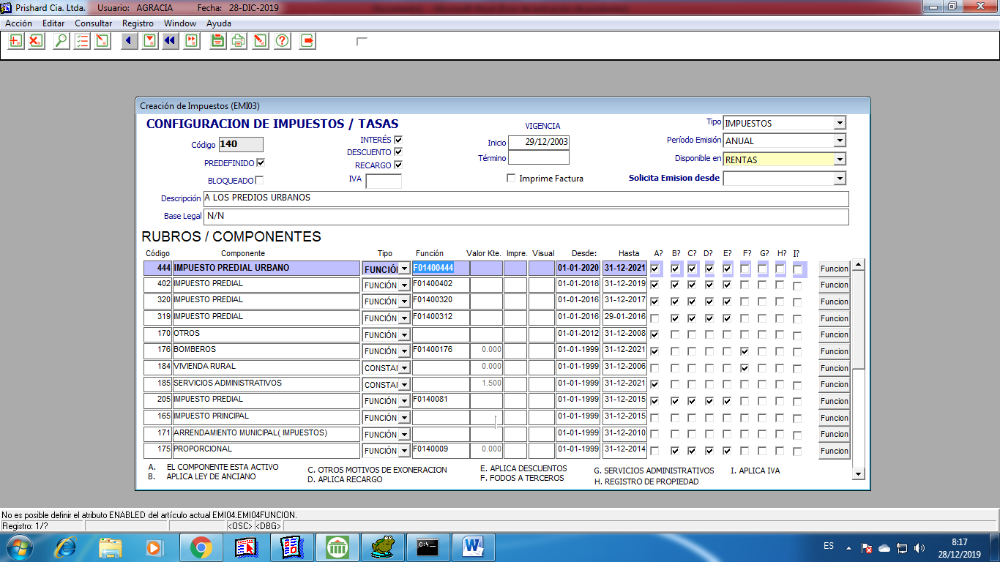 Prishard Cia. Ltda. Usuario: AGRACIA Fecha: 28-DIC-2019
Acción Editar Consultar Registro Window Ayuda
Creación de Impuestos (EMI03)
CONFIGURACION DE IMPUESTOS / TASAS
VIGENCIA
Tipo IMPUESTOS
Código 140
INTERÉS
Inicio 29/12/2003
Período Emisión ANUAL
DESCUENTO
Término
Disponible en RENTAS
PREDEFINIDO
RECARGO
BLOQUEADO
IVA
Imprime Factura
Solicita Emision desde
Descripción A LOS PREDIOS URBANOS
Base Legal N/N
RUBROS / COMPONENTES
Código Componente Tipo Función Valor Kte. Impre. Visual Desde: Hasta A? B? C? D? E? F? G? H? I?
444 IMPUESTO PREDIAL URBANO FUNCIÓI F01400444 01-01-2020 31-12-2021 Funcion
402 IMPUESTO PREDIAL FUNCIÓN F01400402 01-01-2018 31-12-2019 Funcion
320 IMPUESTO PREDIAL FUNCIÓN F01400320 01-01-2016 31-12-2017 Funcion
319 IMPUESTO PREDIAL FUNCIÓN F01400312 01-01-2016 29-01-2016 Funcion
170 OTROS FUNCIÓN 01-01-2012 31-12-2008 Funcion
176 BOMBEROS FUNCIÓN F01400176 0.000 01-01-1999 31-12-2021 Funcion
184 VIVIENDA RURAL CONSTAI 0.000 01-01-1999 31-12-2006 Funcion
185 SERVICIOS ADMINISTRATIVOS CONSTAI 1.500 01-01-1999 31-12-2021 Funcion
205 IMPUESTO PREDIAL FUNCIÓN F0140081 01-01-1999 31-12-2015 Funcion
165 IMPUESTO PRINCIPAL FUNCIÓN 01-01-1999 31-12-2015 Funcion
171 ARRENDAMIENTO MUNICIPAL( IMPUESTOS) FUNCIÓN 01-01-1999 31-12-2010 Funcion
175 PROPORCIONAL FUNCIÓN F0140009 0.000 01-01-1999 31-12-2014 Funcion
A. EL COMPONENTE ESTA ACTIVO C. OTROS MOTIVOS DE EXONERACION E. APLICA DESCUENTOS G. SERVICIOS ADMINISTRATIVOS I. APLICA IVA
B. APLICA LEY DE ANCIANO D. APLICA RECARGO F. FODOS A TERCEROS H. REGISTRO DE PROPIEDAD
No es posible definir el atributo ENABLED del artículo actual EMI04.EMI04FUNCION.
Registro: 1/? <OSC> <DBG>
ES 8:17
28/12/2019